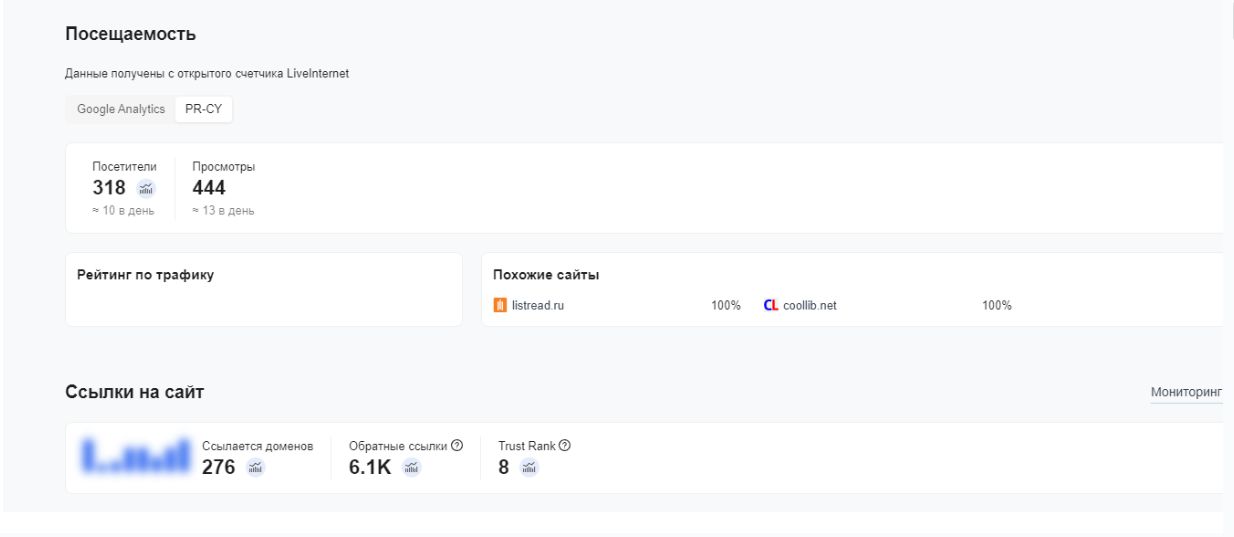 Посещаемость
Данные получены с открытого счетчика LiveInternet
Google Analytics PR-CY
Посетители Просмотры
318 444
≈ 10 в день ≈ 13 в день
Рейтинг по трафику
Похожие сайты
listread.ru 100% CL coollib.net 100%
Ссылки на сайт
Мониторинг
Ссылается доменов Обратные ссылки Trust Rank
276 6.1K 8